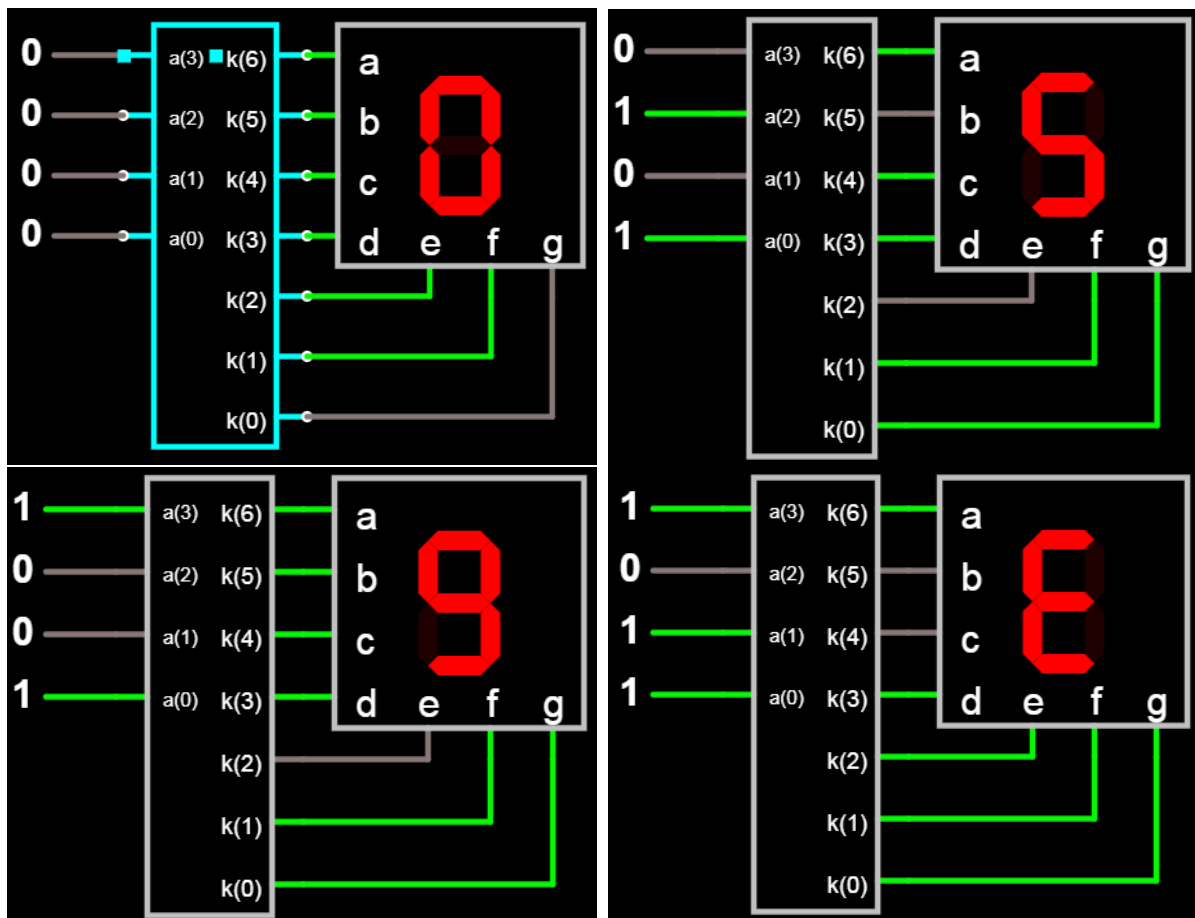 0 a(3) k(6) a 0
0 a(2) k(5) b
0 a(1) k(4) c
0 a(0) k(3) d e f g
k(2)
k(1)
k(0)
0 a(3) k(6) a 5
1 a(2) k(5) b
0 a(1) k(4) c
1 a(0) k(3) d e f g
k(2)
k(1)
k(0)
1 a(3) k(6) a 9
0 a(2) k(5) b
0 a(1) k(4) c
1 a(0) k(3) d e f g
k(2)
k(1)
k(0)
1 a(3) k(6) a E
0 a(2) k(5) b
1 a(1) k(4) c
1 a(0) k(3) d e f g
k(2)
k(1)
k(0)